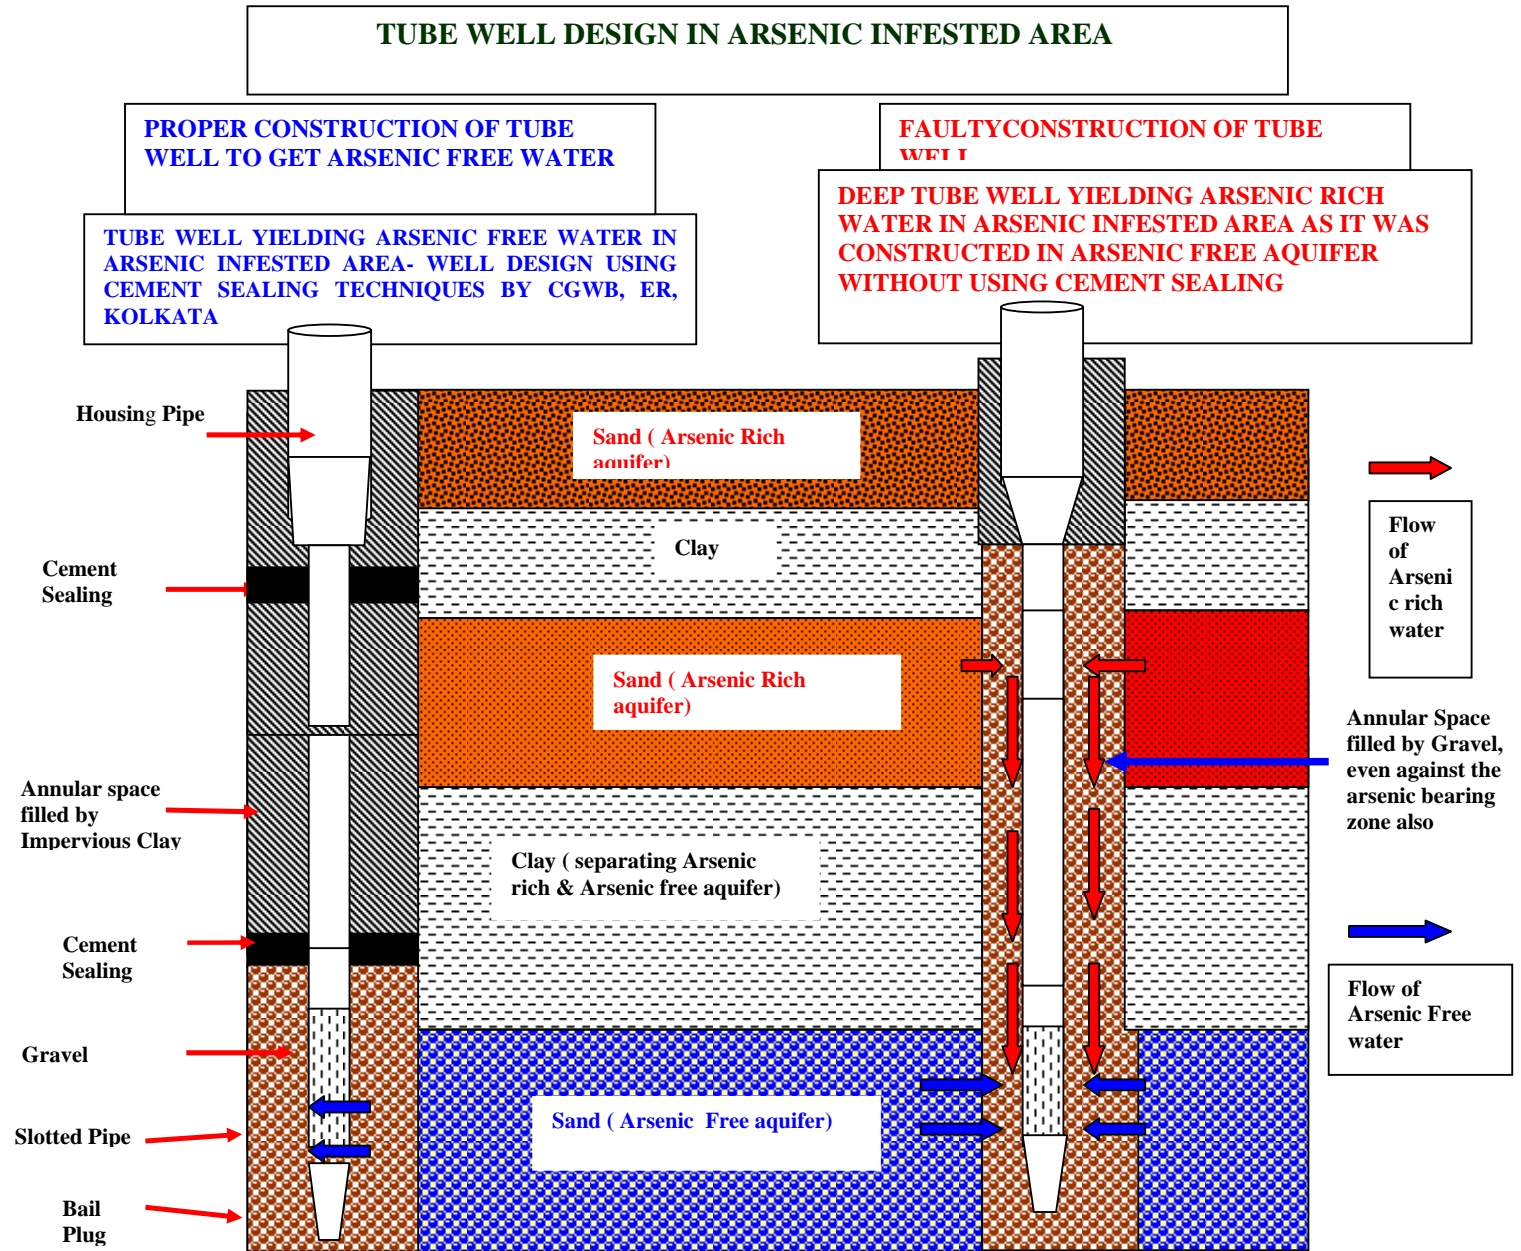 TUBE WELL DESIGN IN ARSENIC INFESTED AREA
PROPER CONSTRUCTION OF TUBE
WELL TO GET ARSENIC FREE WATER
FAULTYCONSTRUCTION OF TUBE
WELL
TUBE WELL YIELDING ARSENIC FREE WATER IN
ARSENIC INFESTED AREA- WELL DESIGN USING
CEMENT SEALING TECHNIQUES BY CGWB, ER,
KOLKATA
DEEP TUBE WELL YIELDING ARSENIC RICH
WATER IN ARSENIC INFESTED AREA AS IT WAS
CONSTRUCTED IN ARSENIC FREE AQUIFER
WITHOUT USING CEMENT SEALING
Housing Pipe
Cement
Sealing
Annular space
filled by
Impervious Clay
Cement
Sealing
Gravel
Slotted Pipe
Bail
Plug
Sand ( Arsenic Rich
aquifer)
Clay
Sand ( Arsenic Rich
aquifer)
Clay ( separating Arsenic
rich & Arsenic free aquifer)
Sand ( Arsenic Free aquifer)
Flow
of
Arseni
c rich
water
Annular Space
filled by Gravel,
even against the
arsenic bearing
zone also
Flow of
Arsenic Free
water